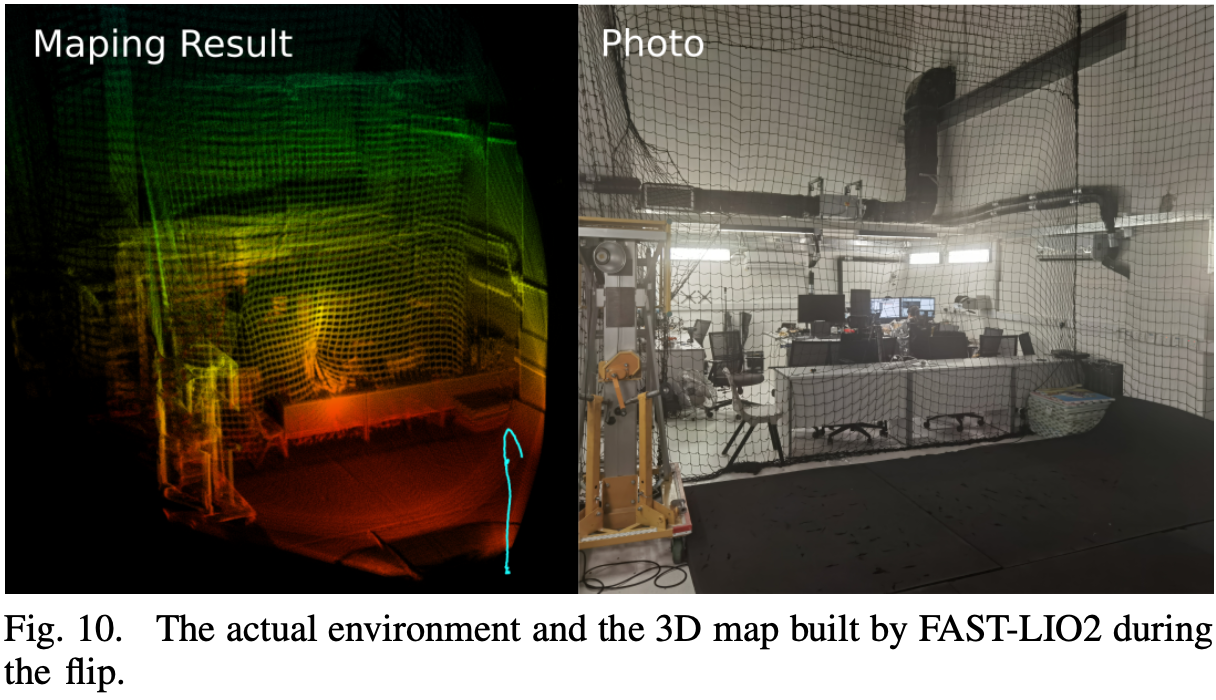 Maping Result
Photo
Fig. 10. The actual environment and the 3D map built by FAST-LIO2 during
the flip.